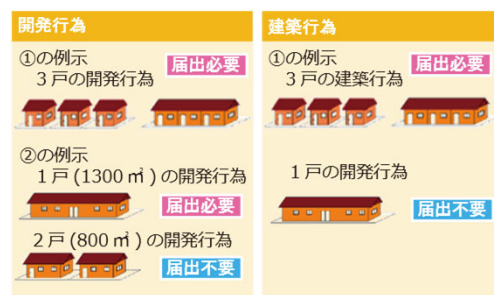 開発行為
①の例示
届出必要
3戸の開発行為
②の例示
1戸(1300㎡)の開発行為
届出必要
2戸(800㎡)の開発行為
届出不要
建築行為
①の例示
届出必要
3戸の建築行為
1戸の開発行為
届出不要